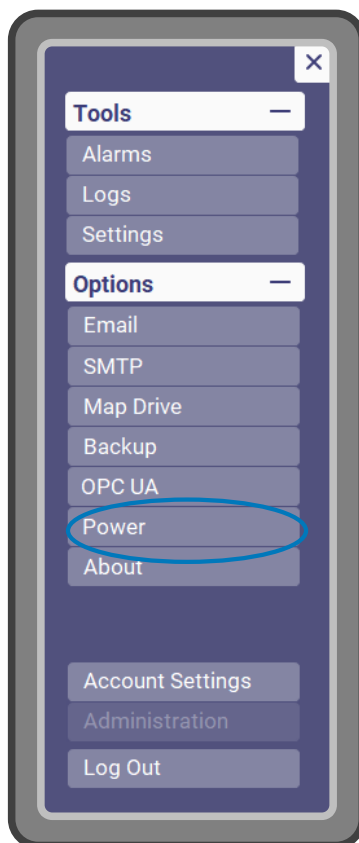 Tools
Alarms
Logs
Settings
Options
Email
SMTP
Map Drive
Backup
OPC UA
Power
About
Account Settings
Administration
Log Out